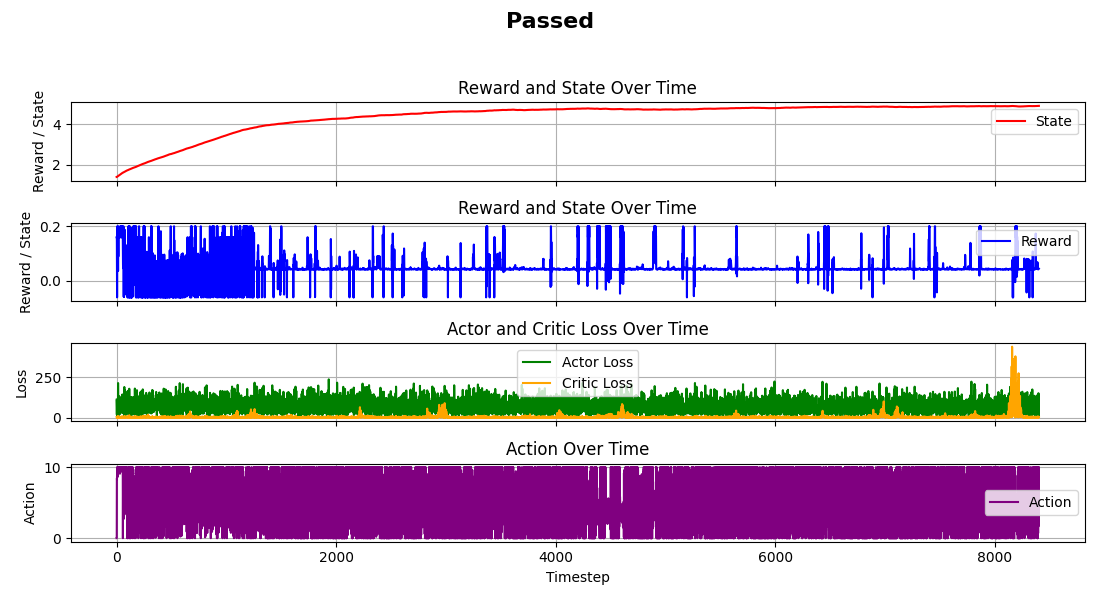 Passed
Reward and State Over Time
Reward / State
4
2
State
Reward and State Over Time
Reward / State
0.2
0.0
Reward
Actor and Critic Loss Over Time
Loss
250
0
Actor Loss
Critic Loss
Action Over Time
Action
10
0
Action
0 2000 4000 6000 8000
Timestep